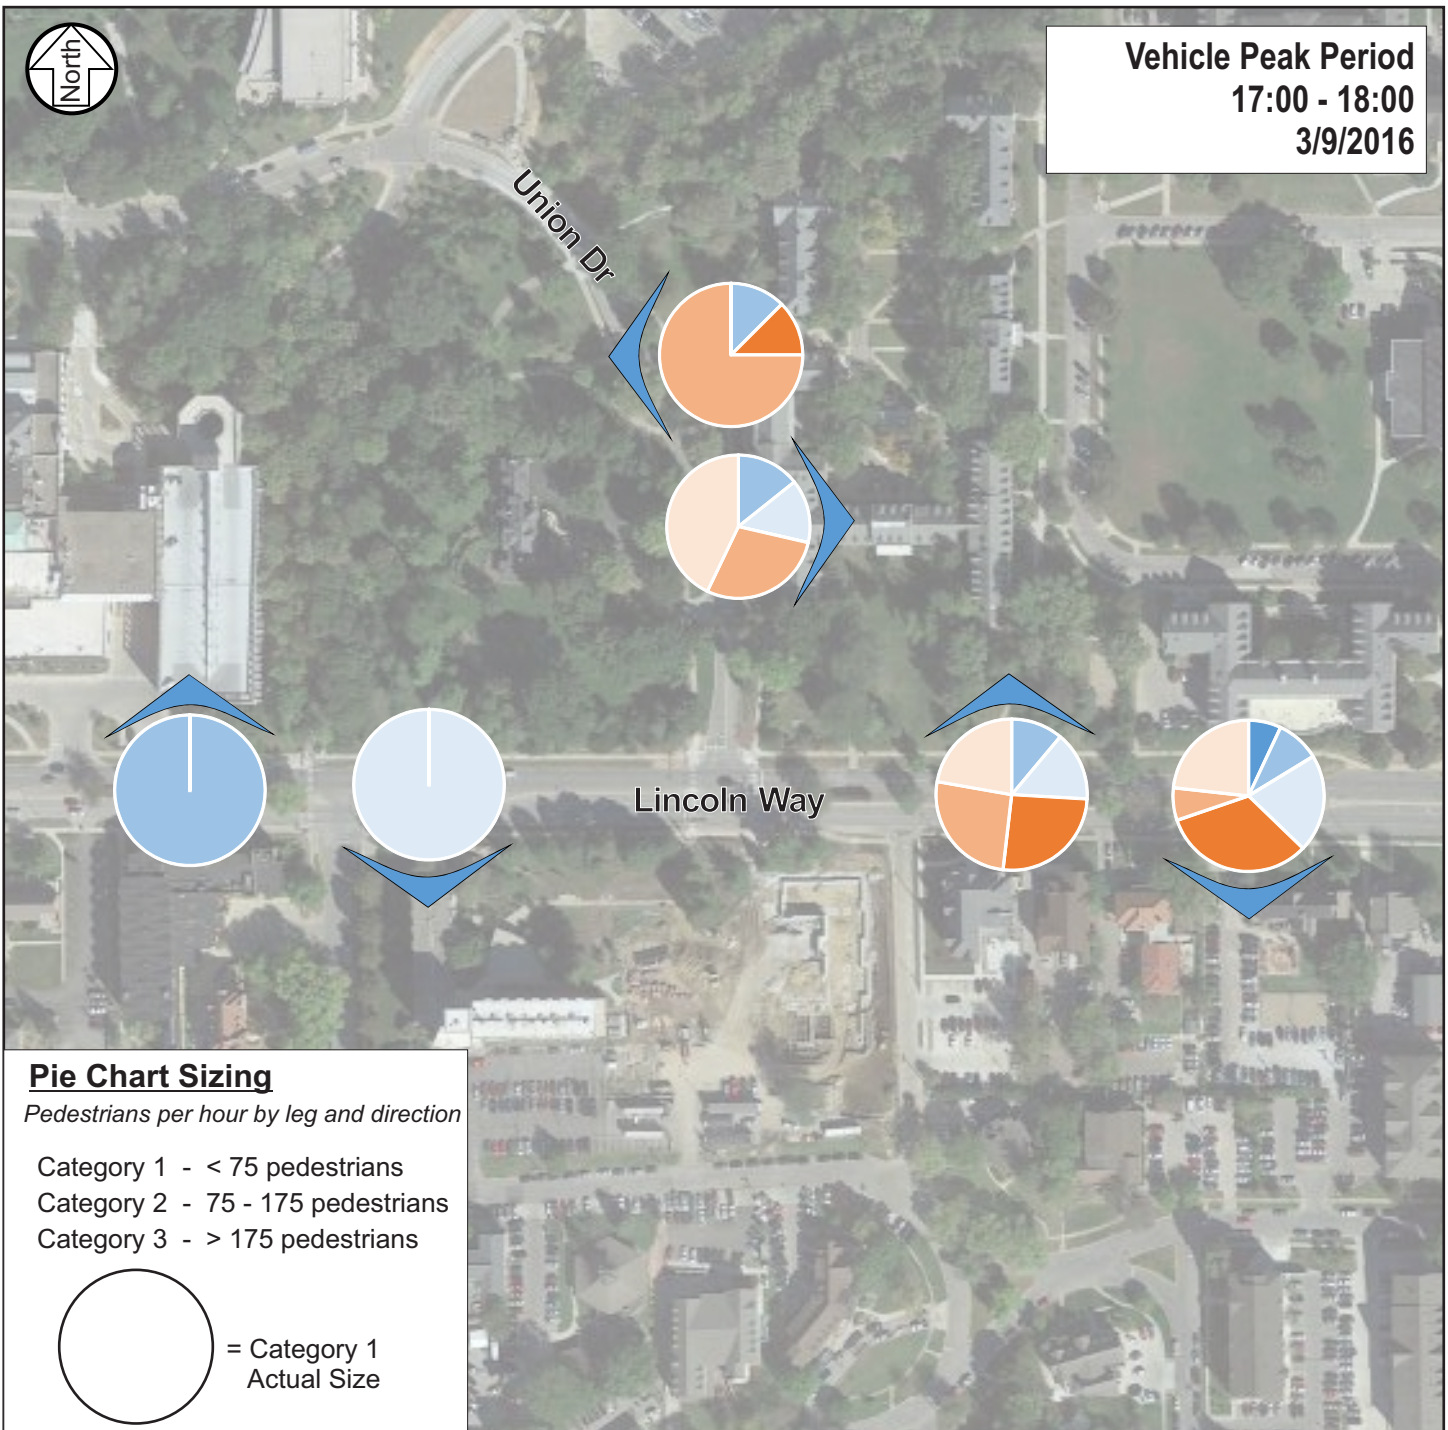 North
Vehicle Peak Period
17:00 - 18:00
3/9/2016
Union Dr
Lincoln Way
Pie Chart Sizing
Pedestrians per hour by leg and direction
Category 1 - < 75 pedestrians
Category 2 - 75 - 175 pedestrians
Category 3 - > 175 pedestrians
= Category 1
Actual Size